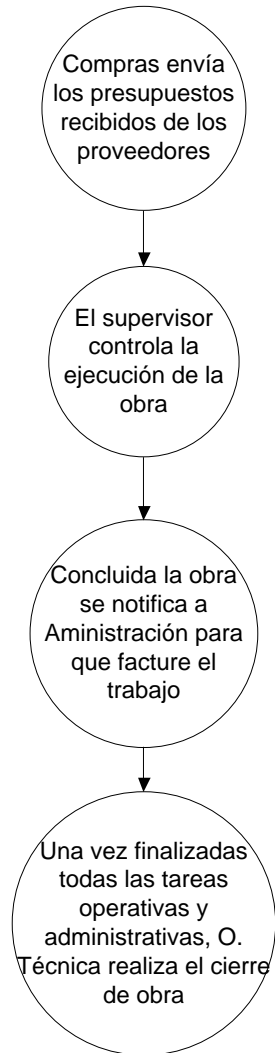 Compras envía
los presupuestos
recibidos de los
proveedores
El supervisor
controla la
ejecución de la
obra
Concluida la obra
se notifica a
Aministración para
que facture el
trabajo
Una vez finalizadas
todas las tareas
operativas y
administrativas, O.
Técnica realiza el cierre
de obra